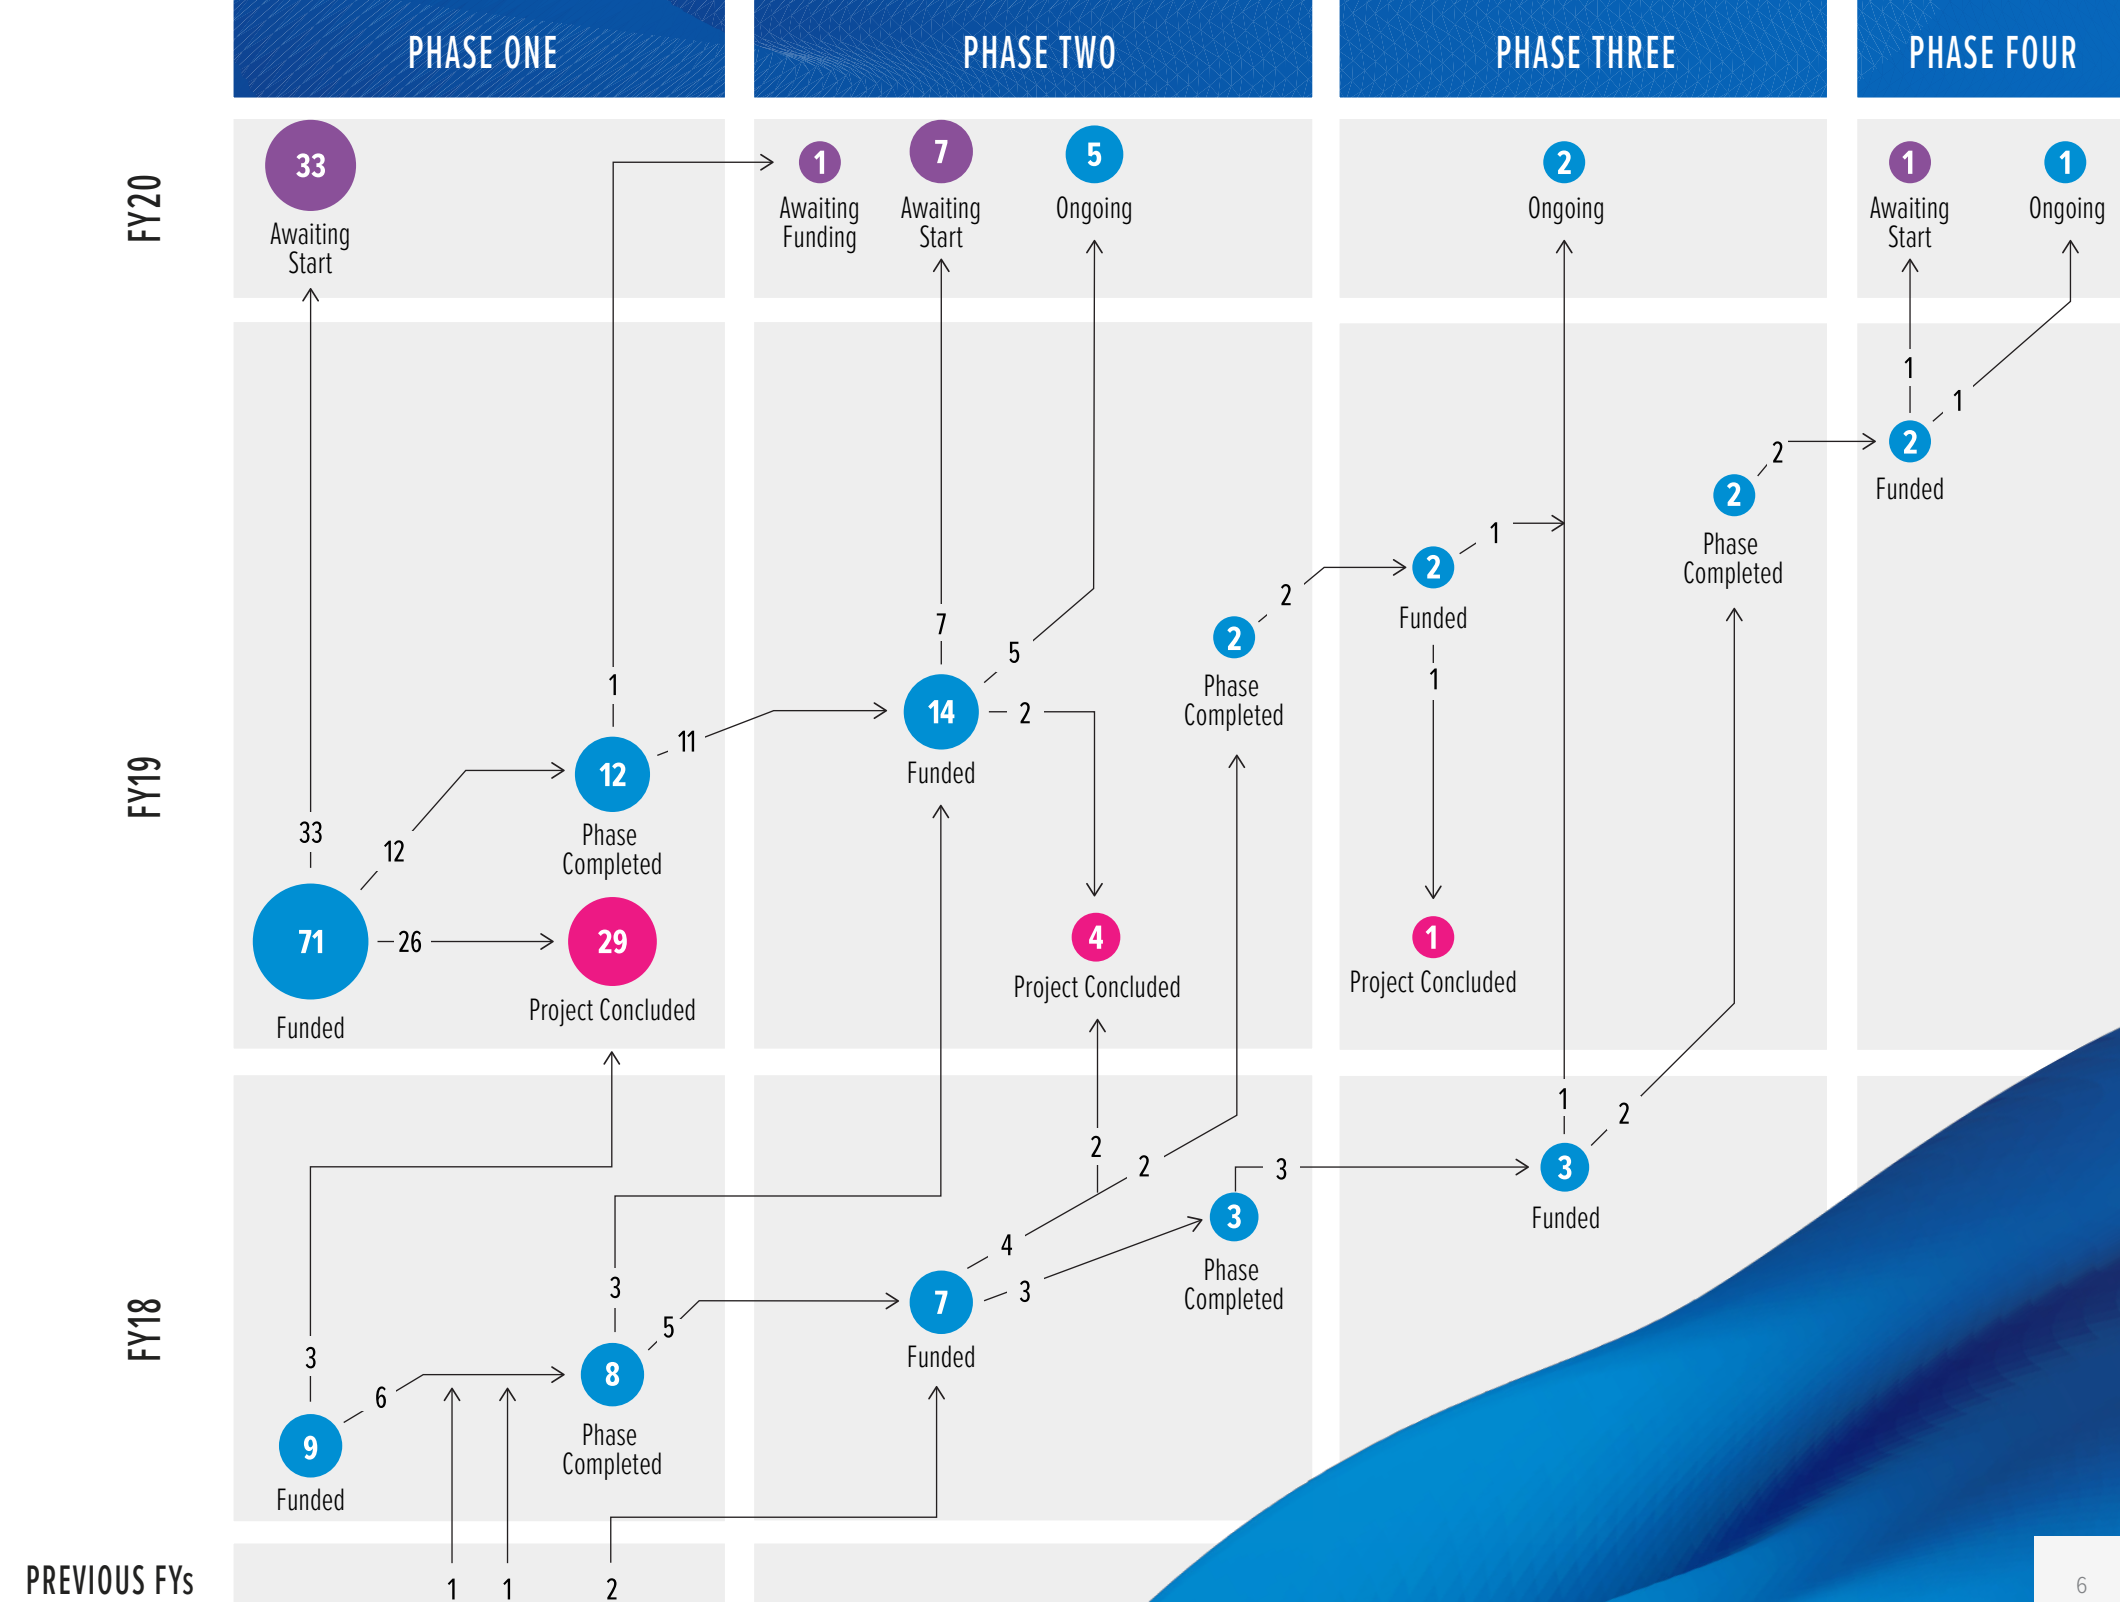 PHASE ONE
PHASE TWO
PHASE THREE
PHASE FOUR
FY20
33
Awaiting
Start
1
Awaiting
Funding
7
Awaiting
Start
5
Ongoing
2
Ongoing
1
Awaiting
Start
1
Ongoing
FY19
33
12
71
26
Funded
1
12
11
Phase
Completed
29
Project Concluded
7
5
14
2
Funded
4
Project Concluded
2
2
Phase
Completed
2
1
Funded
1
1
Project Concluded
2
2
Phase
Completed
1
1
2
Funded
FY18
3
6
9
Funded
3
5
8
Phase
Completed
2
2
4
3
7
Funded
3
3
Phase
Completed
1
2
3
Funded
PREVIOUS FYs
1
1
2
6